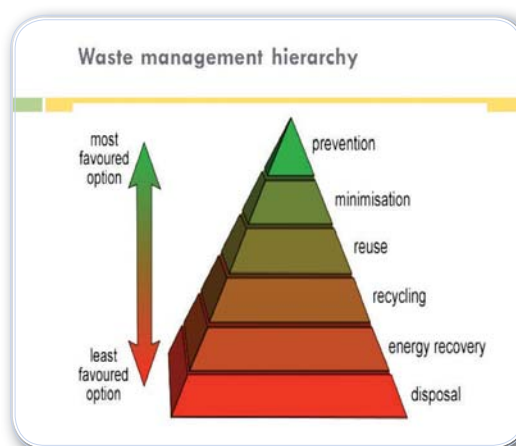 Waste management hierarchy
most
favoured
option
prevention
minimisation
reuse
recycling
energy recovery
disposal
least
favoured
option